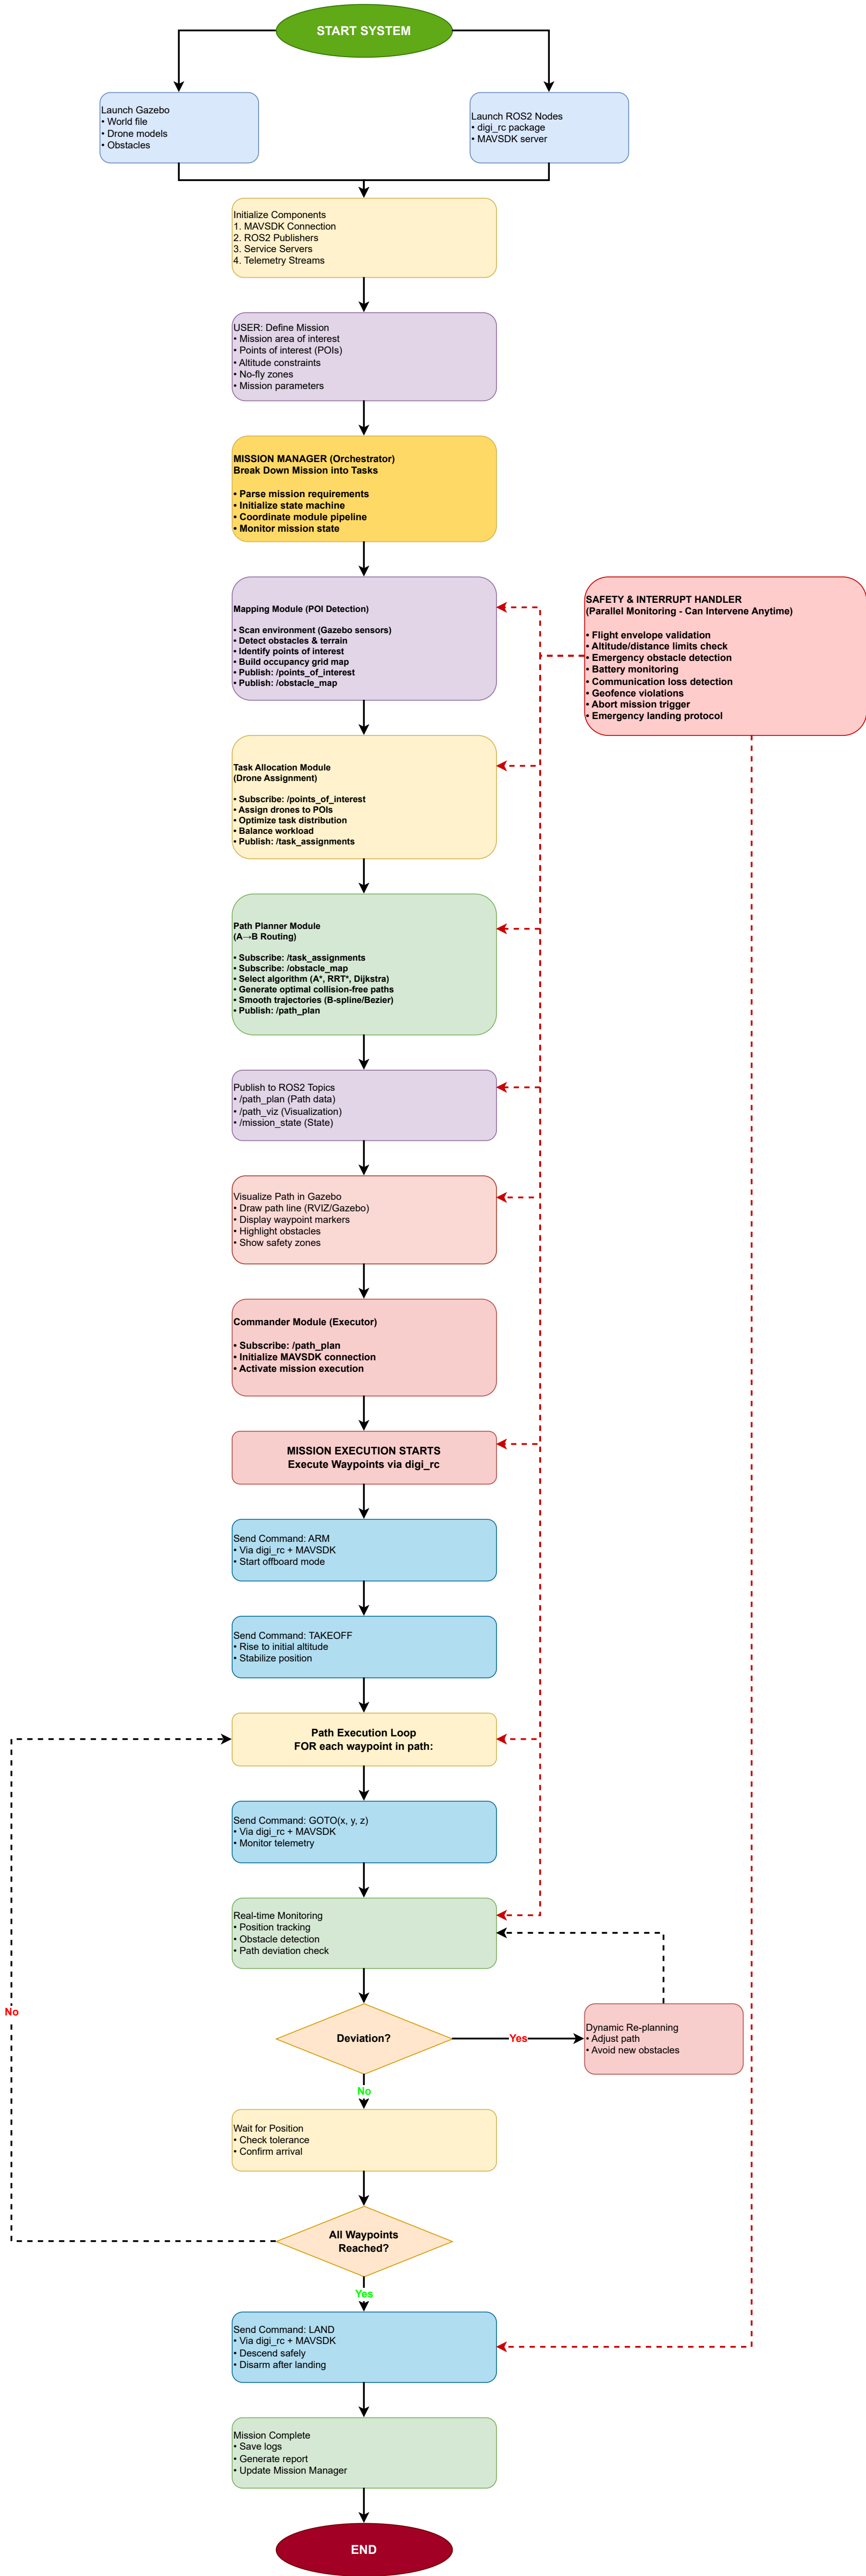 START SYSTEM
Launch Gazebo
• World file
• Drone models
• Obstacles
Launch ROS2 Nodes
• digi_rc package
• MAVSDK server
Initialize Components
1. MAVSDK Connection
2. ROS2 Publishers
3. Service Servers
4. Telemetry Streams
USER: Define Mission
• Mission area of interest
• Points of interest (POIs)
• Altitude constraints
• No-fly zones
• Mission parameters
MISSION MANAGER (Orchestrator)
Break Down Mission into Tasks
• Parse mission requirements
• Initialize state machine
• Coordinate module pipeline
• Monitor mission state
Mapping Module (POI Detection)
• Scan environment (Gazebo sensors)
• Detect obstacles & terrain
• Identify points of interest
• Build occupancy grid map
• Publish: /points_of_interest
• Publish: /obstacle_map
SAFETY & INTERRUPT HANDLER
(Parallel Monitoring - Can Intervene Anytime)
• Flight envelope validation
• Altitude/distance limits check
• Emergency obstacle detection
• Battery monitoring
• Communication loss detection
• Geofence violations
• Abort mission trigger
• Emergency landing protocol
Task Allocation Module
(Drone Assignment)
• Subscribe: /points_of_interest
• Assign drones to POIs
• Optimize task distribution
• Balance workload
• Publish: /task_assignments
Path Planner Module
(A→B Routing)
• Subscribe: /task_assignments
• Subscribe: /obstacle_map
• Select algorithm (A*, RRT*, Dijkstra)
• Generate optimal collision-free paths
• Smooth trajectories (B-spline/Bezier)
• Publish: /path_plan
Publish to ROS2 Topics
• /path_plan (Path data)
• /path_viz (Visualization)
• /mission_state (State)
Visualize Path in Gazebo
• Draw path line (RVIZ/Gazebo)
• Display waypoint markers
• Highlight obstacles
• Show safety zones
Commander Module (Executor)
• Subscribe: /path_plan
• Initialize MAVSDK connection
• Activate mission execution
MISSION EXECUTION STARTS
Execute Waypoints via digi_rc
Send Command: ARM
• Via digi_rc + MAVSDK
• Start offboard mode
Send Command: TAKEOFF
• Rise to initial altitude
• Stabilize position
Path Execution Loop
FOR each waypoint in path:
Send Command: GOTO(x, y, z)
• Via digi_rc + MAVSDK
• Monitor telemetry
Real-time Monitoring
• Position tracking
• Obstacle detection
• Path deviation check
No
Deviation?
Yes
Dynamic Re-planning
• Adjust path
• Avoid new obstacles
No
Wait for Position
• Check tolerance
• Confirm arrival
All Waypoints
Reached?
Yes
Send Command: LAND
• Via digi_rc + MAVSDK
• Descend safely
• Disarm after landing
Mission Complete
• Save logs
• Generate report
• Update Mission Manager
END